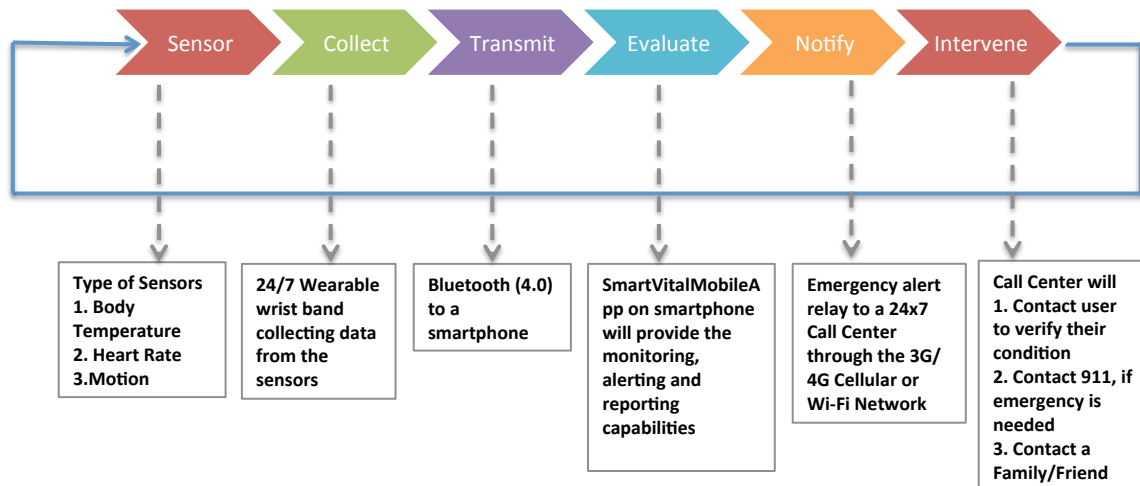 Sensor
Collect
Transmit
Evaluate
Notify
Intervene
Type of Sensors
1. Body
Temperature
2. Heart Rate
3.Motion
24/7 Wearable
wrist band
collecting data
from the
sensors
Bluetooth (4.0)
to a
smartphone
SmartVitalMobileA
pp on smartphone
will provide the
monitoring,
alerting and
reporting
capabilities
Emergency alert
relay to a 24x7
Call Center
through the 3G/
4G Cellular or
Wi-Fi Network
Call Center will
1. Contact user
to verify their
condition
2. Contact 911, if
emergency is
needed
3. Contact a
Family/Friend